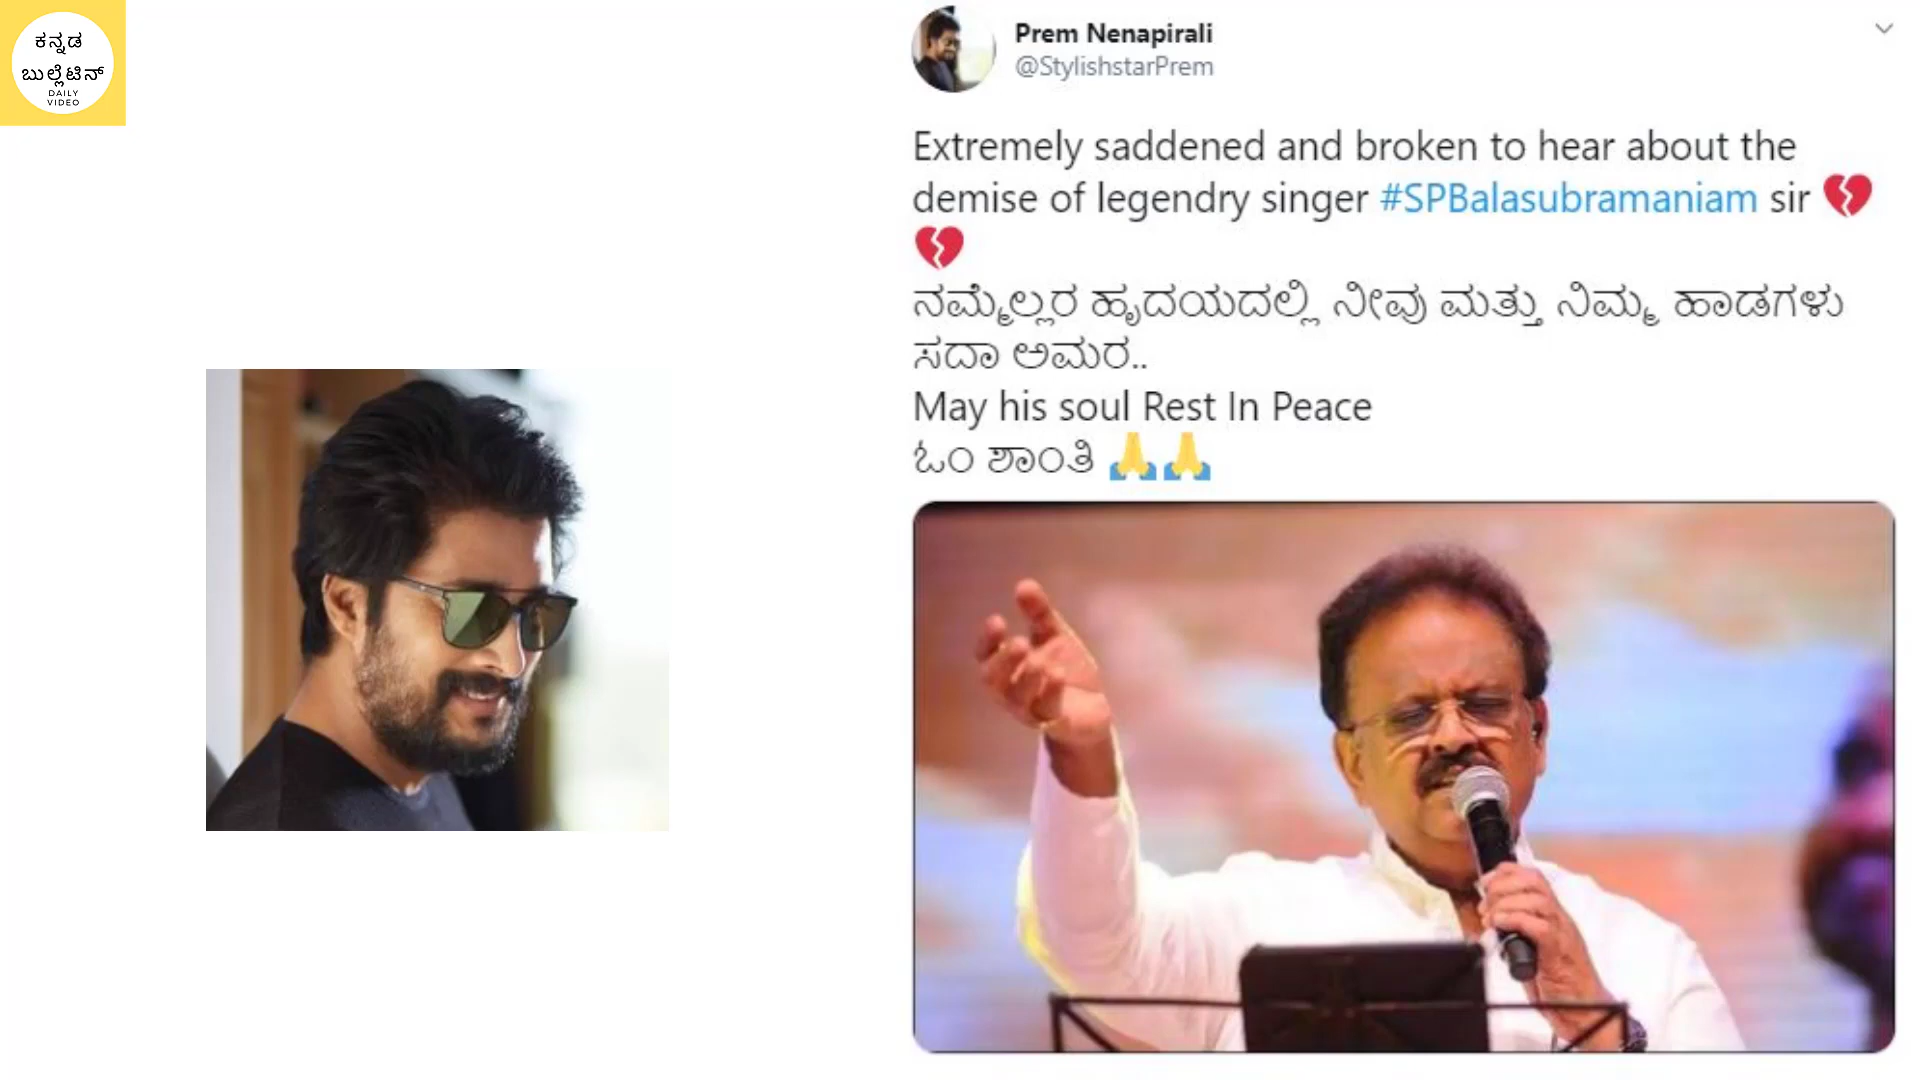 ಕನ್ನಡ
ಬುಲ್ಲೆಟಿನ್
DAILY
VIDEO
Prem Nenapirali
@StylishstarPrem
Extremely saddened and broken to hear about the
demise of legendry singer #SPBalasubramaniam sir 💔
💔
ನಮ್ಮೆಲ್ಲರ ಹೃದಯದಲ್ಲಿ ನೀವು ಮತ್ತು ನಿಮ್ಮ ಹಾಡಗಳು
ಸದಾ ಅಮರ..
May his soul Rest In Peace
ಓಂ ಶಾಂತಿ 🙏🙏